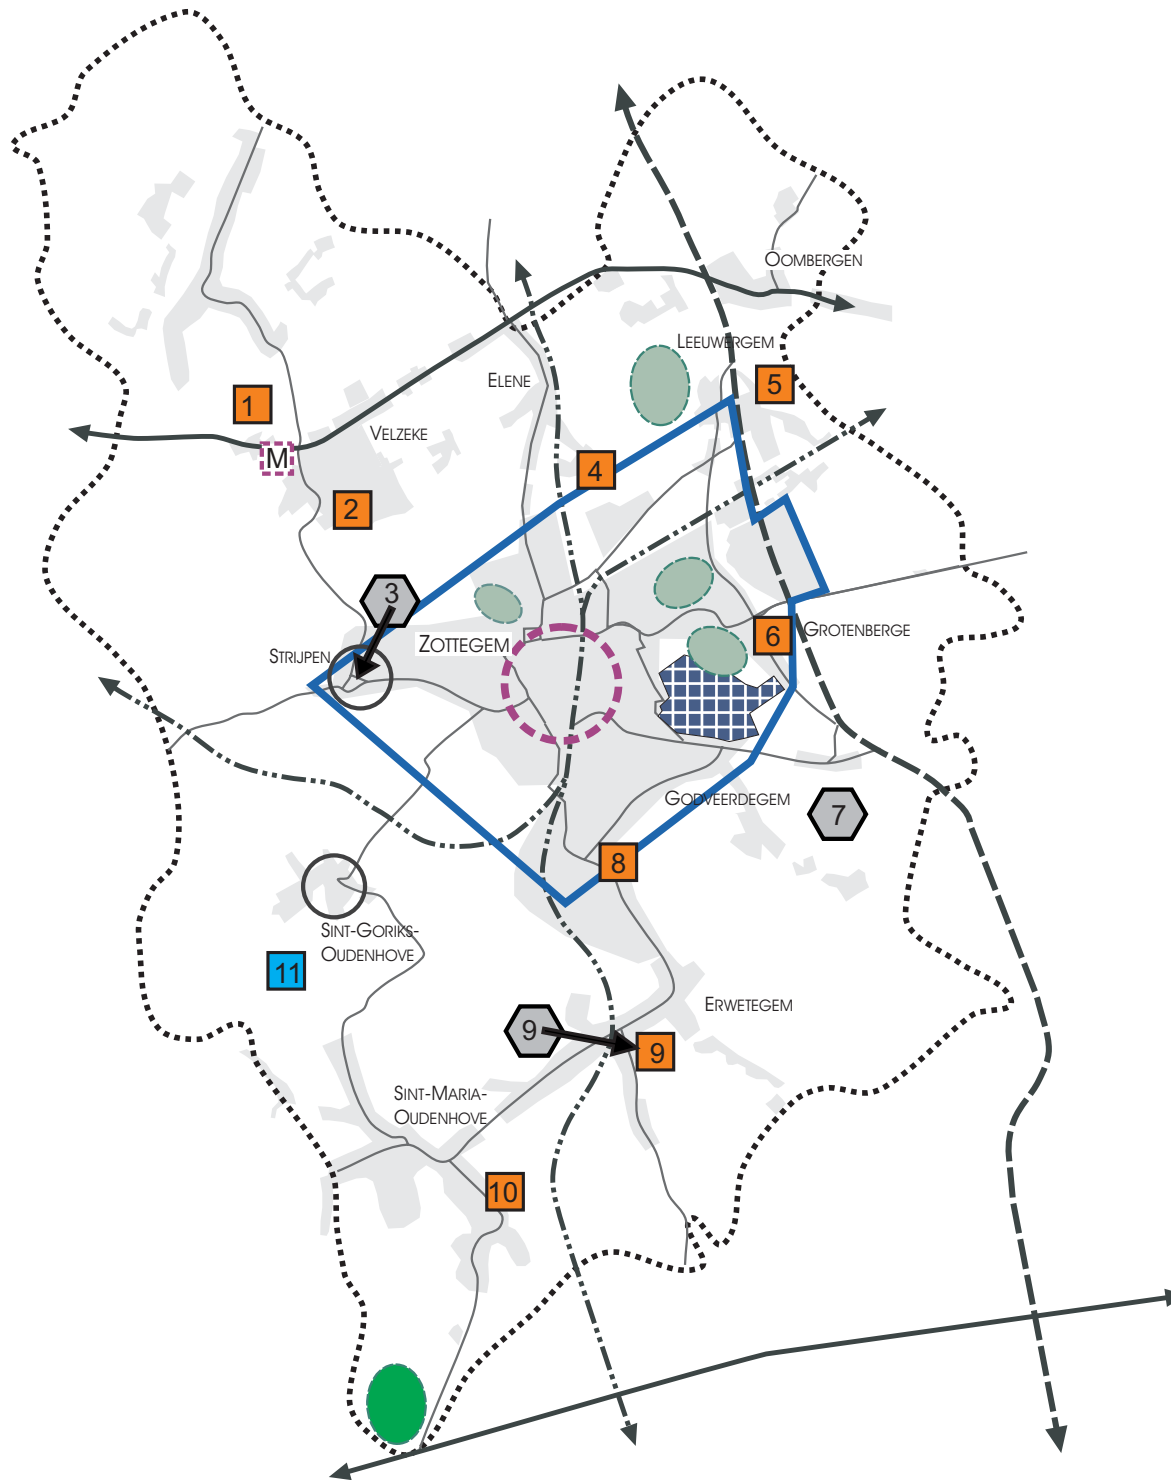 OOMBERGEN
LEEUWERGEM
ELENE
5
1
VELZEKE
M
4
2
3
6
GROTENBERGE
ZOTTEGEM
STRIJPEN
GODVEERDEGEM
7
8
SINT-GORIKS-
OUDENHOVE
11
ERWETEGEM
9
9
SINT-MARIA-
OUDENHOVE
10